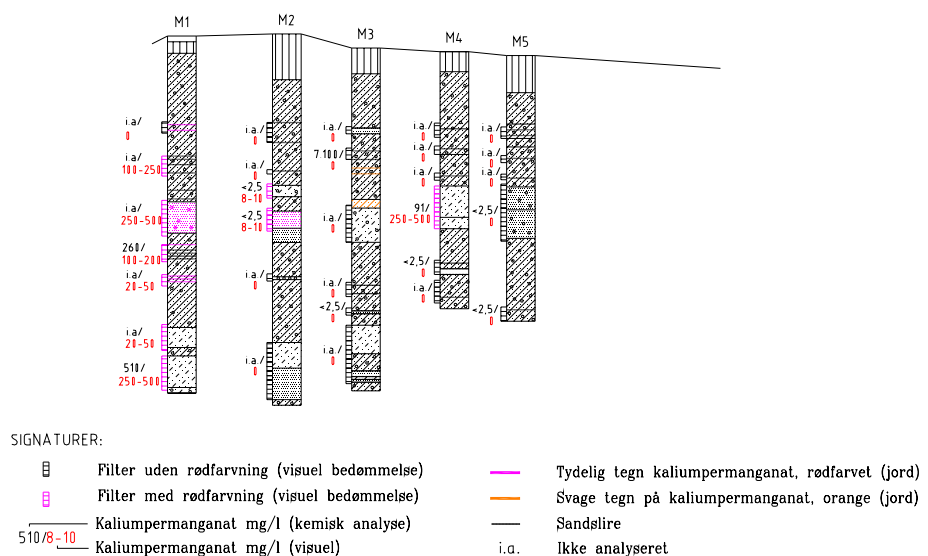 M1
M2
M3
M4
M5
i.a/
0
i.a/
100-250
i.a/
250-500
260/
100-200
i.a/
20-50
i.a/
20-50
510/
250-500
i.a/
0
i.a/
0
<2,5
8-10
<2,5
8-10
i.a/
0
i.a/
0
i.a/
0
7.100/
0
i.a/
0
i.a/
0
<2,5/
0
i.a/
0
i.a/
0
i.a/
0
i.a/
0
91/
250-500
<2,5/
0
i.a/
0
i.a/
0
i.a/
0
i.a/
0
<2,5/
0
<2,5/
0
SIGNATURER:
Filter uden rødfarvning (visuel bedømmelse)
Filter med rødfarvning (visuel bedømmelse)
510/8-10
Kaliumpermanganat mg/l (kemisk analyse)
Kaliumpermanganat mg/l (visuel)
Tydelig tegn kaliumpermanganat, rødfarvet (jord)
Svage tegn på kaliumpermanganat, orange (jord)
Sandslire
i.a. Ikke analyseret